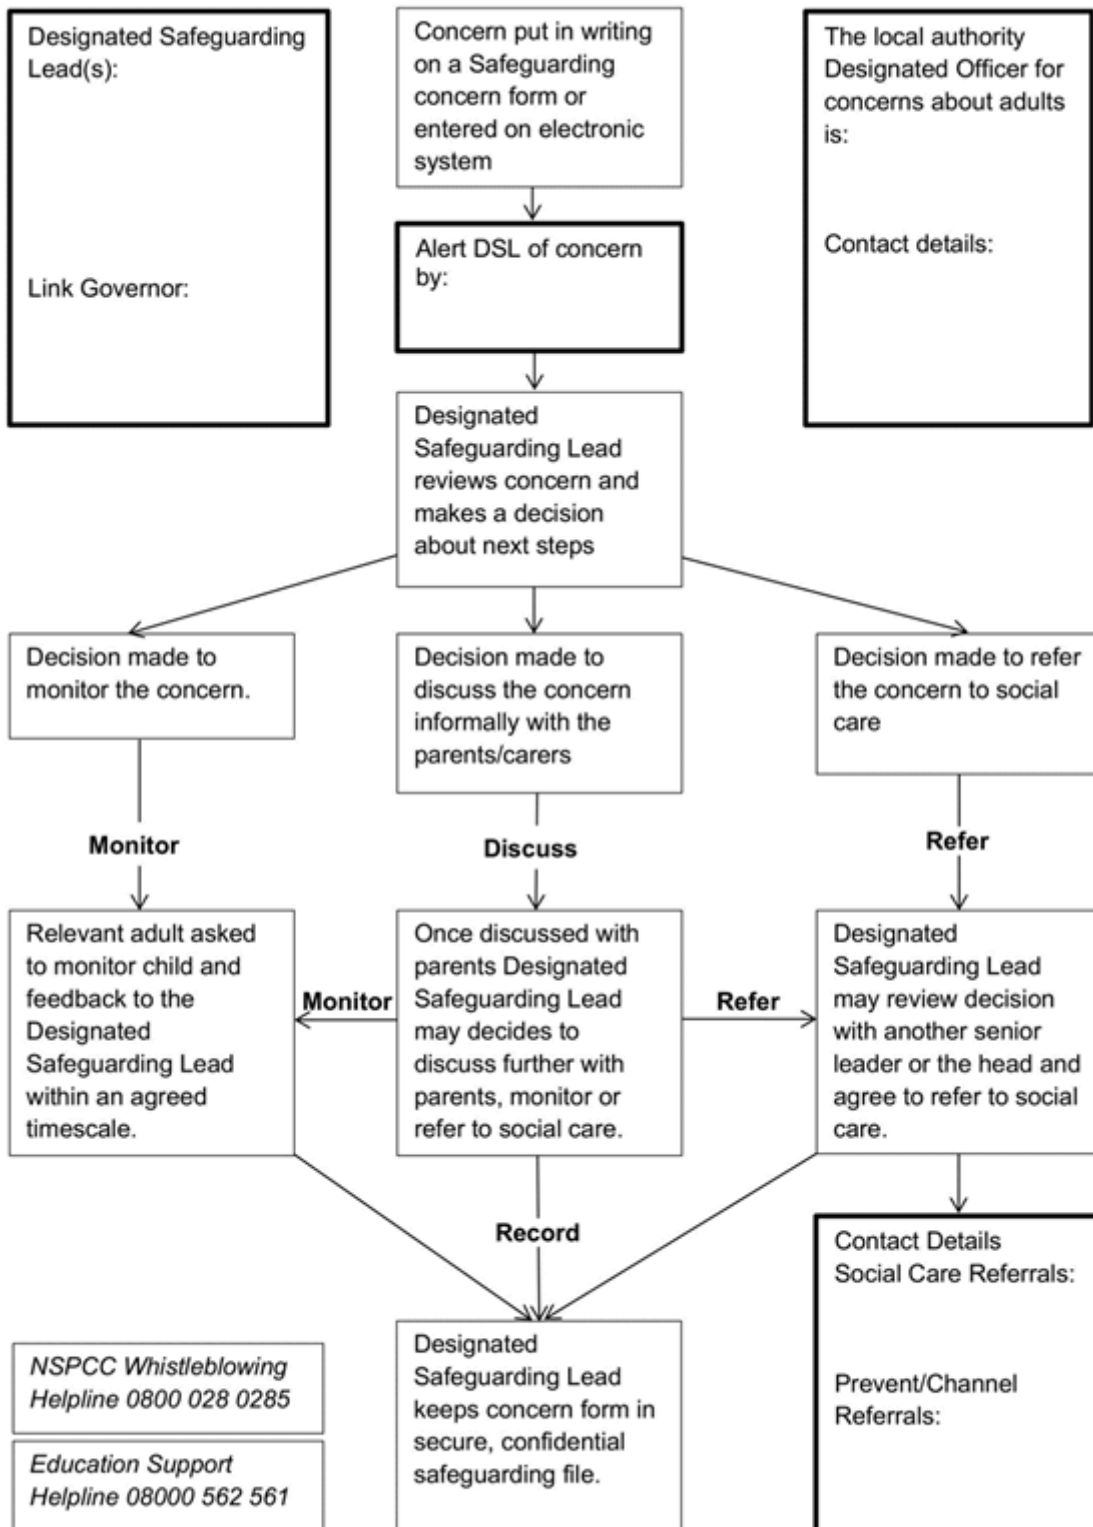 Designated Safeguarding
Lead(s):
Link Governor:
Concern put in writing
on a Safeguarding
concern form or
entered on electronic
system
The local authority
Designated Officer for
concerns about adults
is:
Contact details:
Alert DSL of concern
by:
Designated
Safeguarding Lead
reviews concern and
makes a decision
about next steps
Decision made to
monitor the concern.
Decision made to
discuss the concern
informally with the
parents/carers
Decision made to refer
the concern to social
care
Monitor
Discuss
Refer
Relevant adult asked
to monitor child and
feedback to the
Designated
Safeguarding Lead
within an agreed
timescale.
Monitor
Once discussed with
parents Designated
Safeguarding Lead
may decides to
discuss further with
parents, monitor or
refer to social care.
Refer
Designated
Safeguarding Lead
may review decision
with another senior
leader or the head and
agree to refer to social
care.
Record
Contact Details
Social Care Referrals:
Prevent/Channel
Referrals:
NSPCC Whistleblowing
Helpline 0800 028 0285
Education Support
Helpline 08000 562 561
Designated
Safeguarding Lead
keeps concern form in
secure, confidential
safeguarding file.